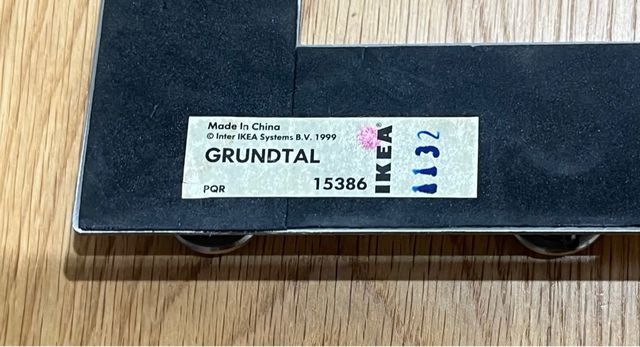 Made In China
© Inter IKEA Systems B.V. 1999
GRUNDTAL
PQR 15386
IKEA®
1132